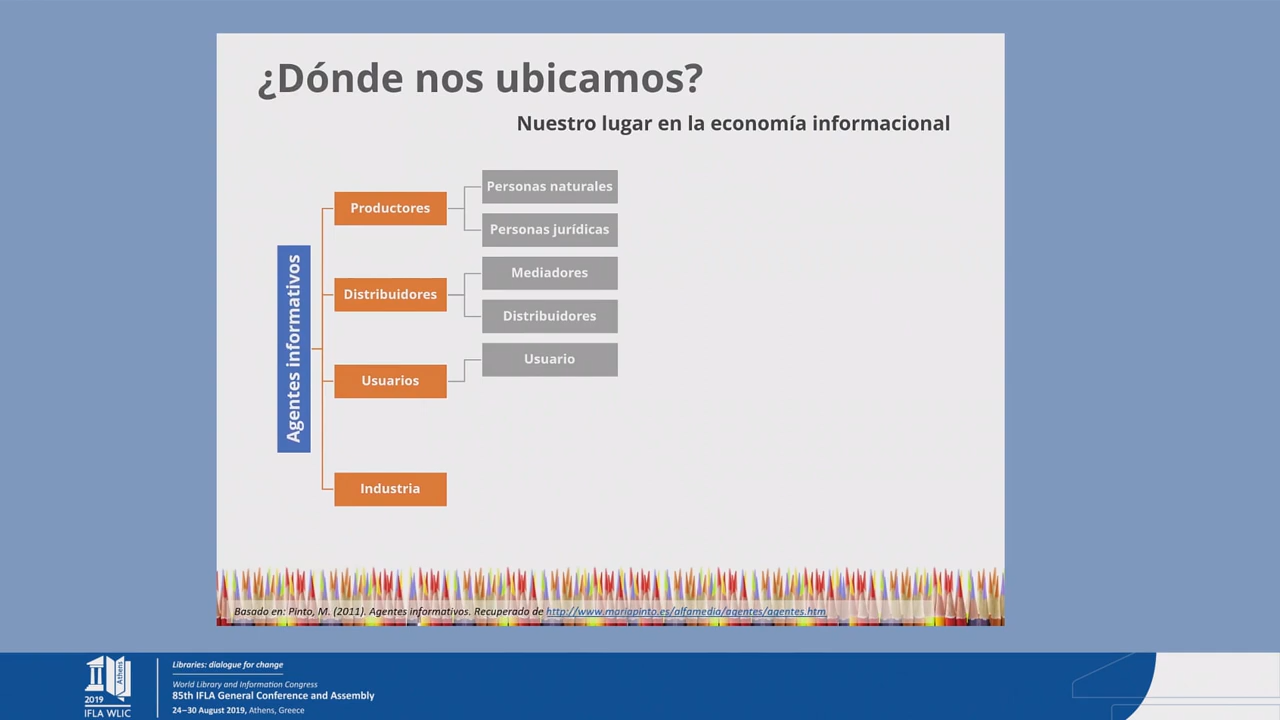 ¿Dónde nos ubicamos?
Nuestro lugar en la economía informacional
Agentes informativos
Productores
Personas naturales
Personas jurídicas
Distribuidores
Mediadores
Distribuidores
Usuarios
Usuario
Industria
Basado en: Pinto, M. (2011). Agentes informativos. Recuperado de http://www.mariapinto.es/alfamedia/agentes/agentes.htm
Athens
2019
IFLA WLIC
Libraries: dialogue for change
World Library and Information Congress
85th IFLA General Conference and Assembly
24–30 August 2019, Athens, Greece